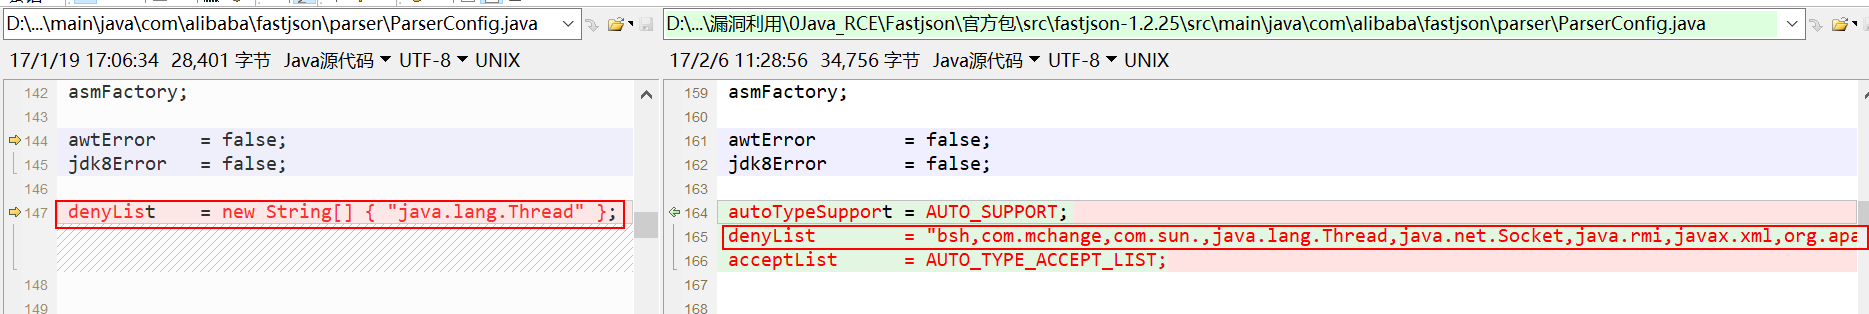 D:\...\main\java\com\alibaba\fastjson\parser\ParserConfig.java
17/1/19 17:06:34 28,401 字节 Java源代码 UTF-8 UNIX
142 asmFactory;
143
144 awtError = false;
145 jdk8Error = false;
146
147 denyList = new String[] { "java.lang.Thread" };
148
149
D:\...\漏洞利用\0Java_RCE\Fastjson\官方包\src\fastjson-1.2.25\src\main\java\com\alibaba\fastjson\parser\ParserConfig.java
17/2/6 11:28:56 34,756 字节 Java源代码 UTF-8 UNIX
159 asmFactory;
160
161 awtError = false;
162 jdk8Error = false;
163
164 autoTypeSupport = AUTO_SUPPORT;
165 denyList = "bsh,com.mchange,com.sun.,java.lang.Thread,java.net.Socket,java.rmi,javax.xml,org.apa
166 acceptList = AUTO_TYPE_ACCEPT_LIST;
167
168